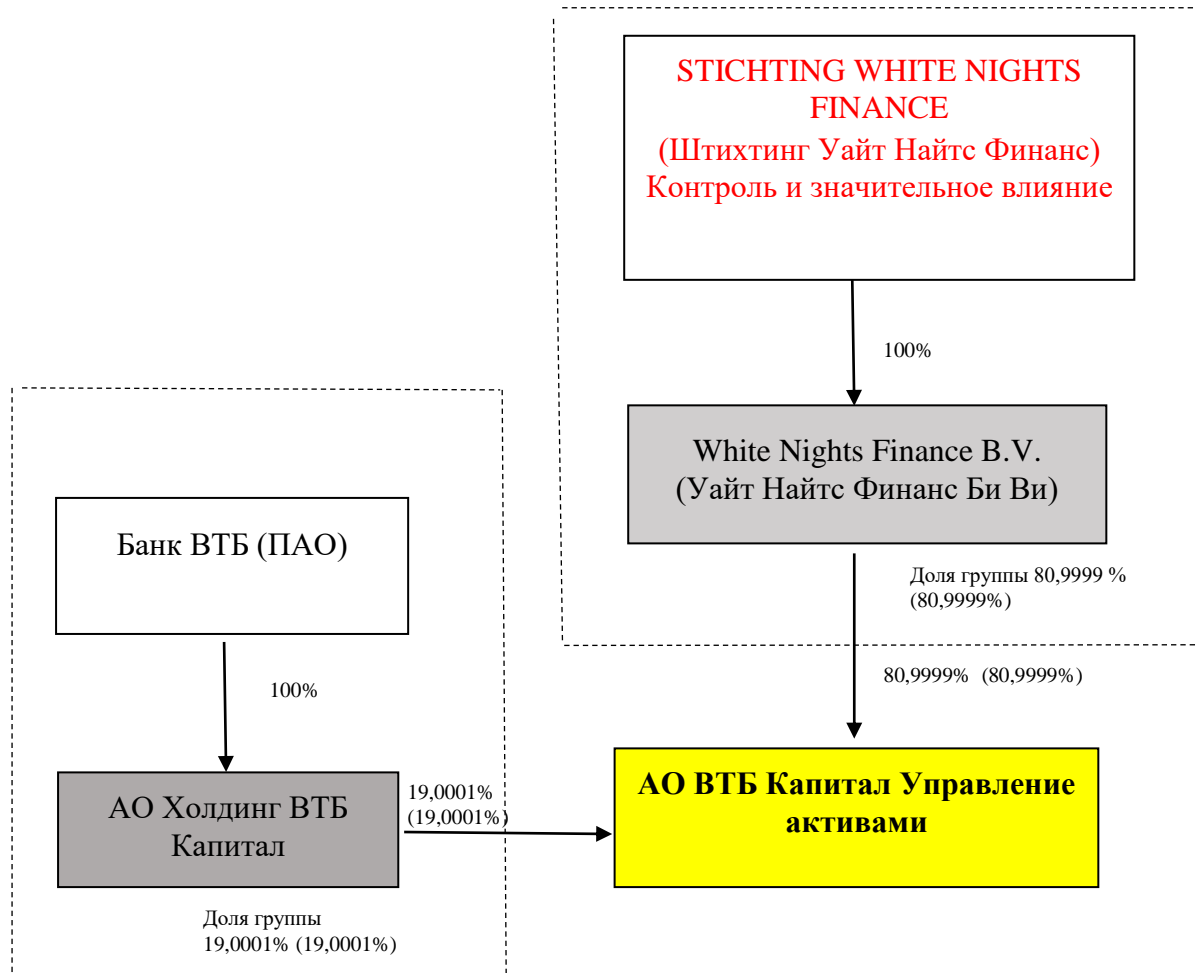 STICHTING WHITE NIGHTS
FINANCE
(Штихтинг Уайт Найтс Финанс)
Контроль и значительное влияние
100%
White Nights Finance B.V.
(Уайт Найтс Финанс Би Ви)
Доля группы 80,9999 %
(80,9999%)
80,9999% (80,9999%)
Банк ВТБ (ПАО)
100%
АО Холдинг ВТБ
Капитал
19,0001%
(19,0001%)
Доля группы
19,0001% (19,0001%)
АО ВТБ Капитал Управление
активами